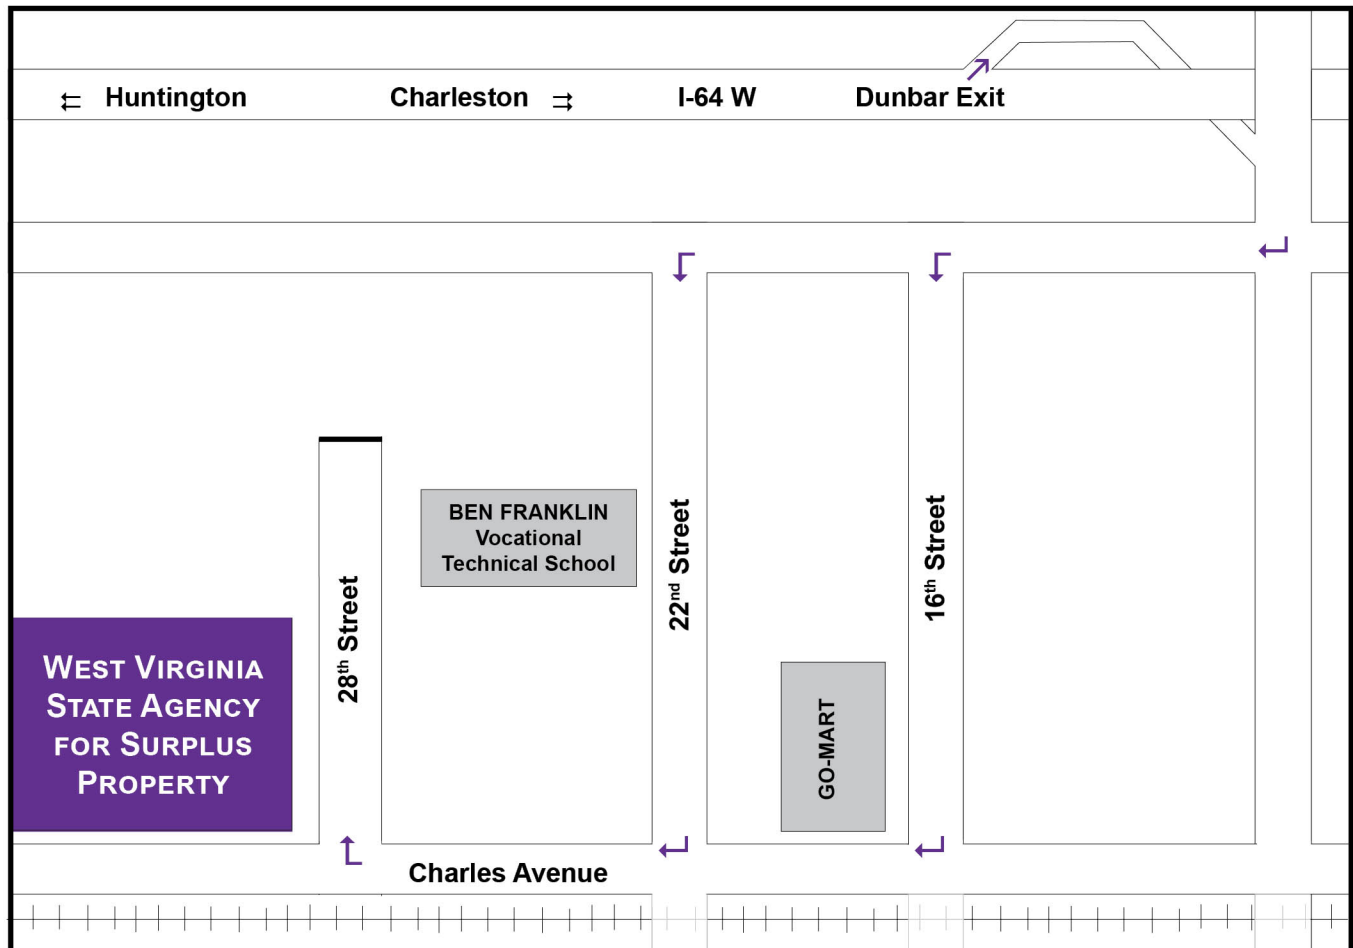 Huntington
Charleston
I-64 W
Dunbar Exit
BEN FRANKLIN
Vocational
Technical School
22nd Street
16th Street
28th Street
WEST VIRGINIA
STATE AGENCY
FOR SURPLUS
PROPERTY
GO-MART
Charles Avenue